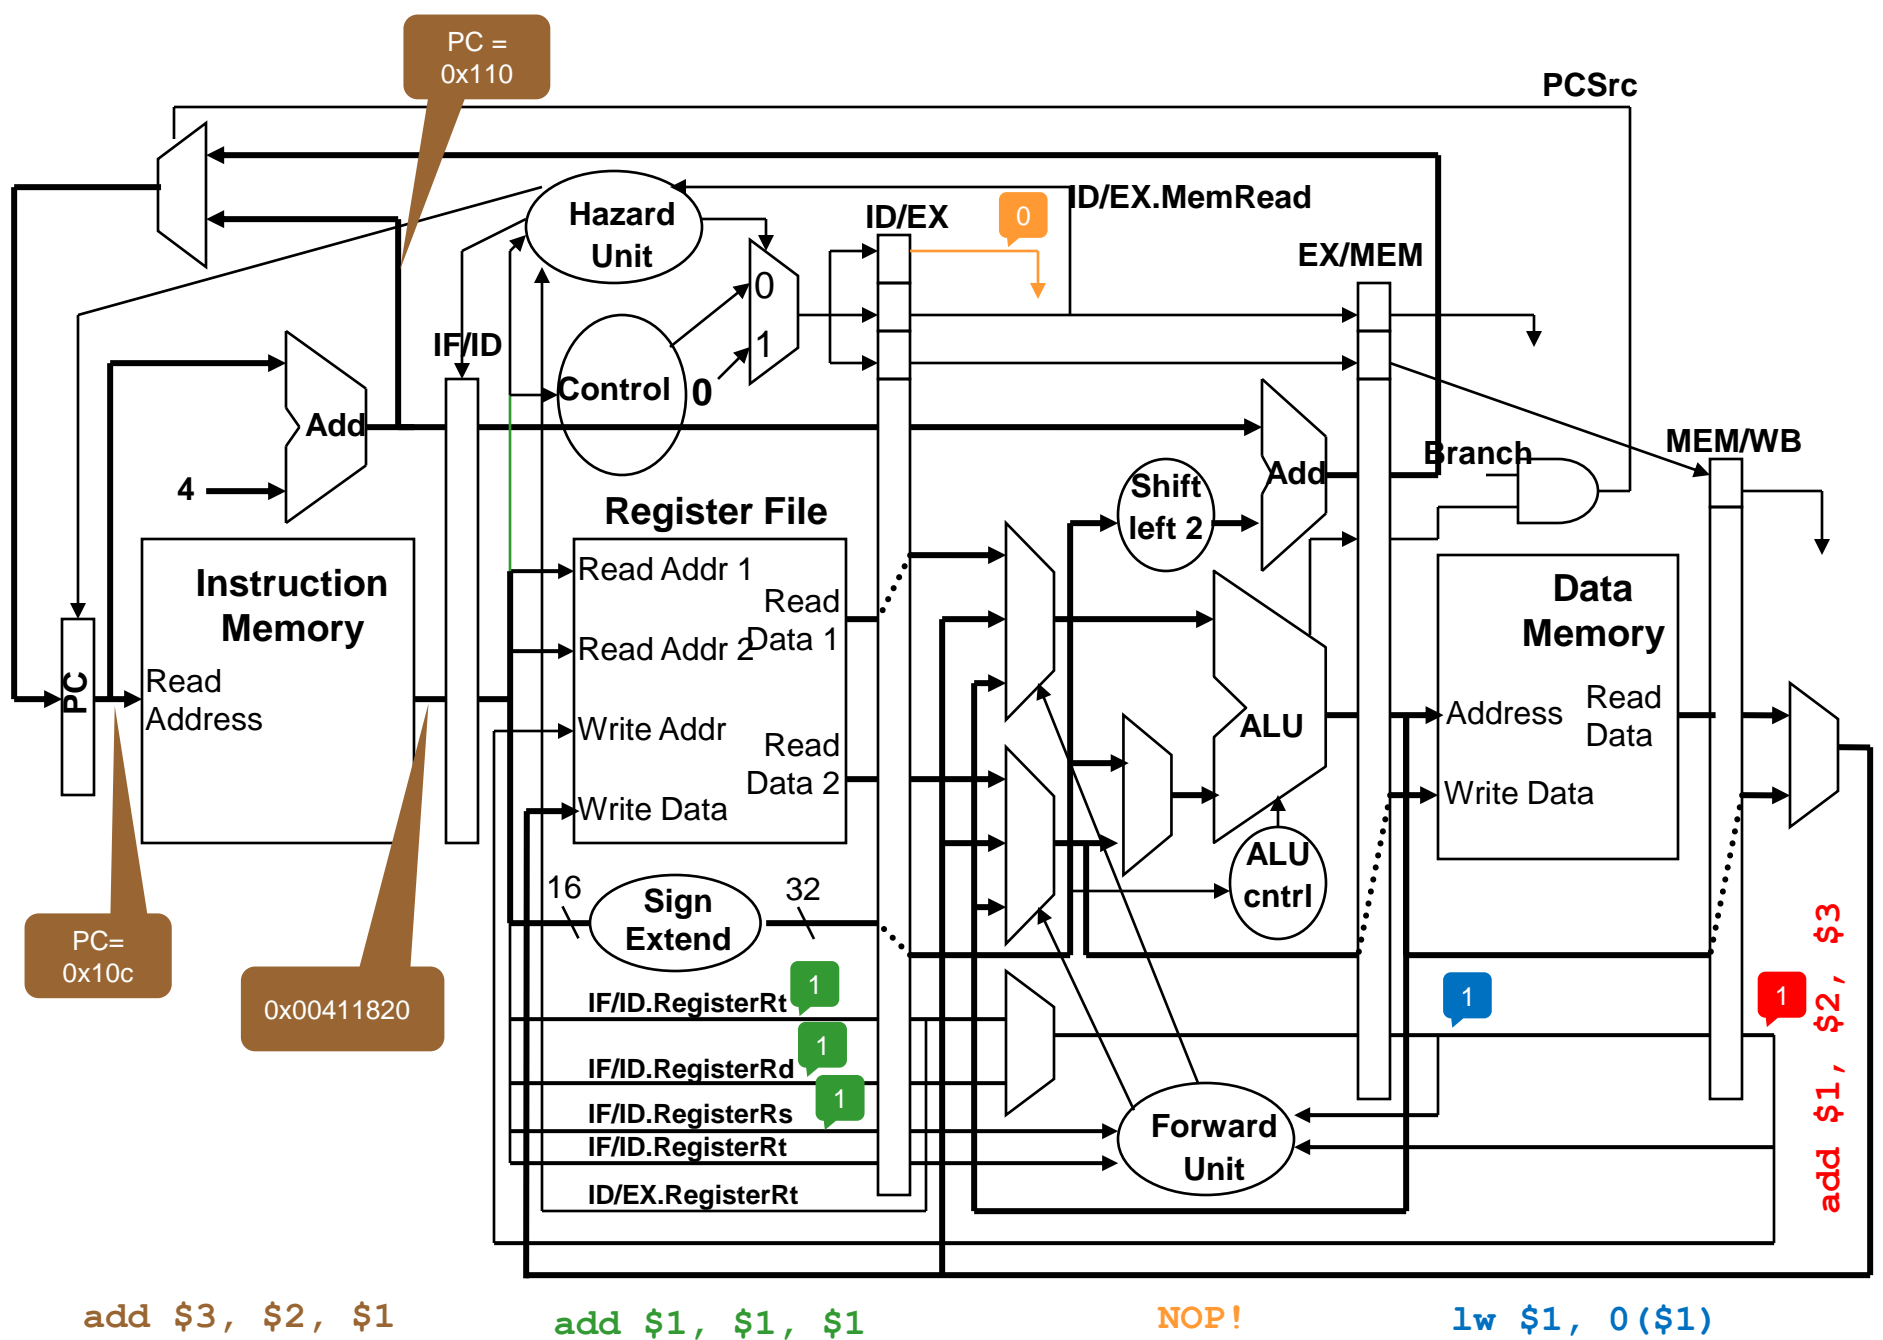 PC =
0x110
PCSrc
Hazard
Unit
ID/EX
0
ID/EX.MemRead
EX/MEM
0
1
IF/ID
Control
0
Add
4
Branch
MEM/WB
Shift
left 2
Add
Register File
Instruction
Memory
Read Addr 1
Read
Data 1
Read Addr 2
Data
Memory
PC
Read
Address
Write Addr
Read
Data 2
Write Data
ALU
Address
Read
Data
Write Data
ALU
cntrl
16
Sign
Extend
32
PC=
0x10c
0x00411820
IF/ID.RegisterRt
1
IF/ID.RegisterRd
1
IF/ID.RegisterRs
1
IF/ID.RegisterRt
ID/EX.RegisterRt
Forward
Unit
1
1
add $1, $2, $3
add $3, $2, $1
add $1, $1, $1
NOP!
lw $1, 0($1)